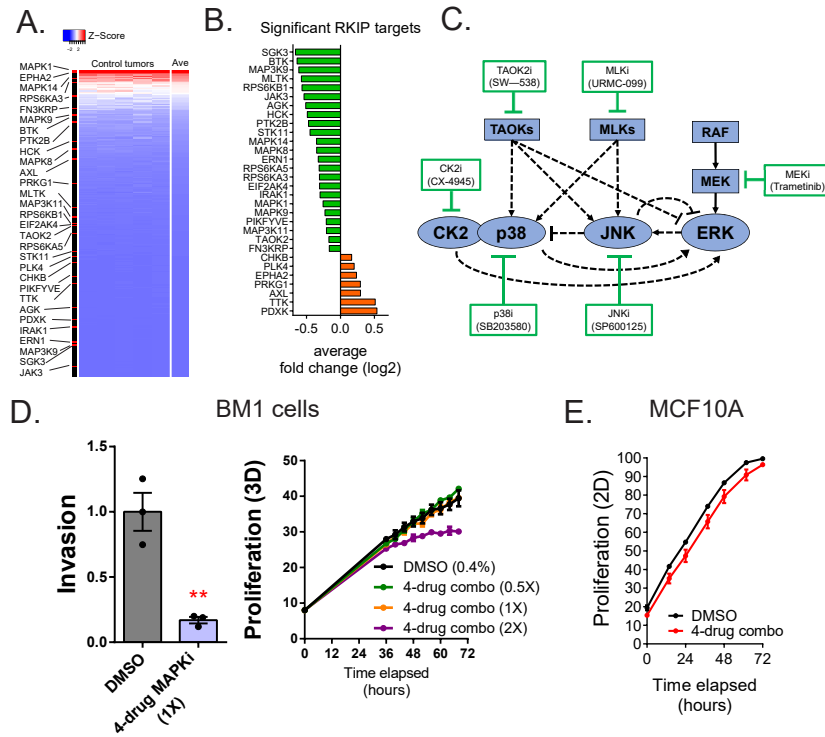 A.
-2 2
Z-Score
Control tumors
Ave
MAPK1
EPHA2
MAPK14
RPS6KA3
FN3KRP
MAPK9
BTK
PTK2B
HCK
MAPK8
AXL
PRKG1
MLTK
MAP3K11
RPS6KB1
EIF2AK4
TAOK2
RPS6KA5
STK11
PLK4
CHKB
PIKFYVE
TTK
AGK
PDXK
IRAK1
ERN1
MAP3K9
SGK3
JAK3
B.
Significant RKIP targets
SGK3
BTK
MAP3K9
MLTK
RPS6KB1
JAK3
AGK
HCK
PTK2B
STK11
MAPK14
MAPK8
ERN1
RPS6KA5
RPS6KA3
EIF2AK4
IRAK1
MAPK1
MAPK9
PIKFYVE
MAP3K11
TAOK2
FN3KRP
CHKB
PLK4
EPHA2
PRKG1
AXL
TTK
PDXK
-0.5 0.0 0.5
average
fold change (log2)
C.
TAOK2i
(SW—538)
MLKi
(URMC-099)
TAOKs
MLKs
RAF
CK2i
(CX-4945)
MEK
MEKi
(Trametinib)
CK2
p38
JNK
ERK
p38i
(SB203580)
JNKi
(SP600125)
D.
BM1 cells
Invasion
1.5
1.0
0.5
0.0
**
DMSO
4-drug MAPKi
(1X)
Proliferation (3D)
50
40
30
20
10
0
DMSO (0.4%)
4-drug combo (0.5X)
4-drug combo (1X)
4-drug combo (2X)
0 12 24 36 48 60 72
Time elapsed
(hours)
E.
MCF10A
Proliferation (2D)
100
90
80
70
60
50
40
30
20
10
0
DMSO
4-drug combo
0 24 48 72
Time elapsed
(hours)